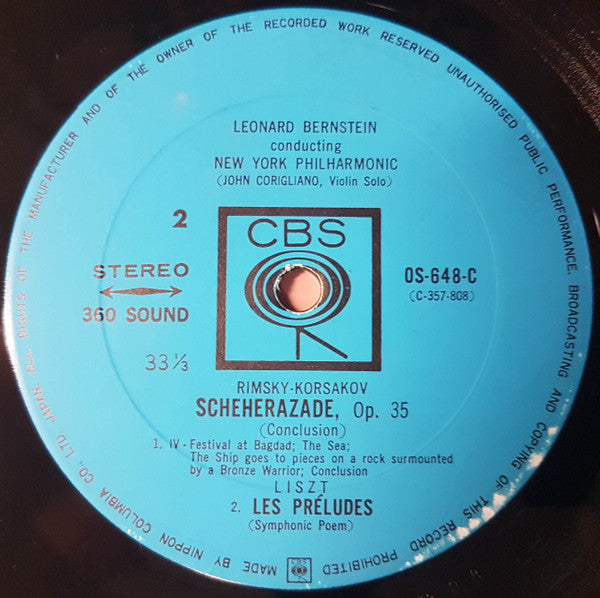 ALL RIGHTS OF THE MANUFACTURER AND OF THE OWNER OF THE RECORDED WORK RESERVED UNAUTHORISED PUBLIC PERFORMANCE, BROADCASTING AND COPYING OF THIS RECORD PROHIBITED
MADE BY NIPPON COLUMBIA CO., LTD. JAPAN
LEONARD BERNSTEIN
conducting
NEW YORK PHILHARMONIC
(JOHN CORIGLIANO, Violin Solo)
2
CBS
STEREO
360 SOUND
OS-648-C
(C-357-808)
33⅓
RIMSKY-KORSAKOV
SCHEHERAZADE, Op. 35
(Conclusion)
1. IV - Festival at Bagdad; The Sea;
The Ship goes to pieces on a rock surmounted
by a Bronze Warrior; Conclusion
LISZT
2. LES PRÉLUDES
(Symphonic Poem)
CBS